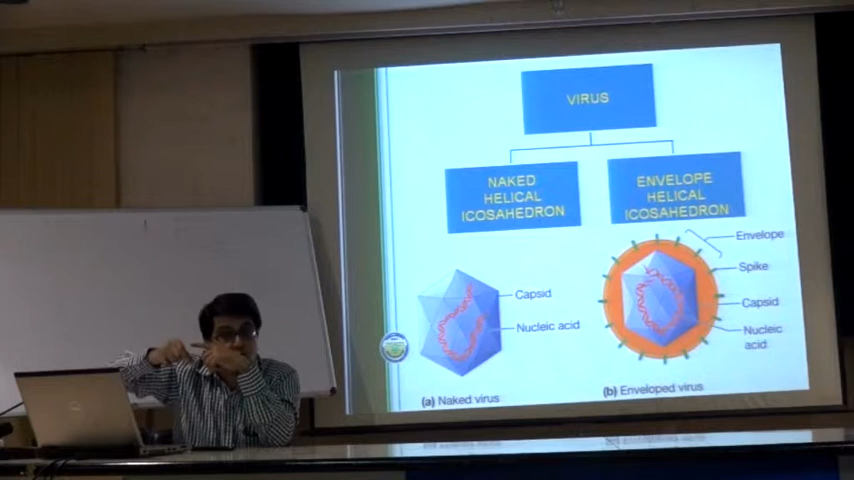 VIRUS
NAKED
HELICAL
ICOSAHEDRON
ENVELOPE
HELICAL
ICOSAHEDRON
Envelope
Spike
Capsid
Nucleic
acid
Capsid
Nucleic acid
(a) Naked virus
(b) Enveloped virus